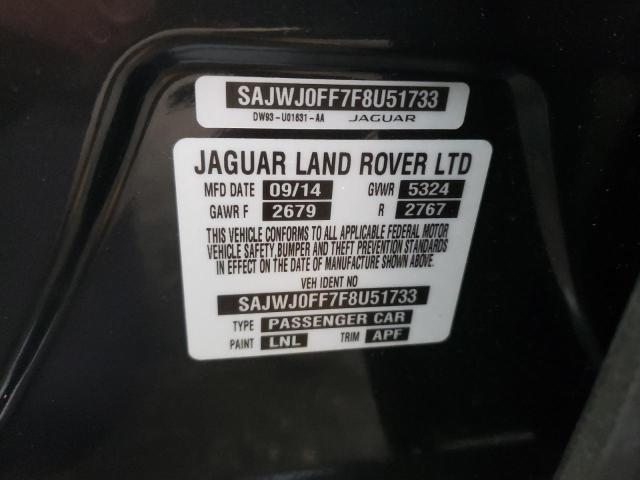 SAJWJ0FF7F8U51733
DW93-U01631-AA JAGUAR
JAGUAR LAND ROVER LTD
MFD DATE 09/14 GVWR 5324
GAWR F 2679 R 2767
THIS VEHICLE CONFORMS TO ALL APPLICABLE FEDERAL MOTOR
VEHICLE SAFETY, BUMPER AND THEFT PREVENTION STANDARDS
IN EFFECT ON THE DATE OF MANUFACTURE SHOWN ABOVE.
VEH IDENT NO
SAJWJ0FF7F8U51733
TYPE PASSENGER CAR
PAINT LNL TRIM APF